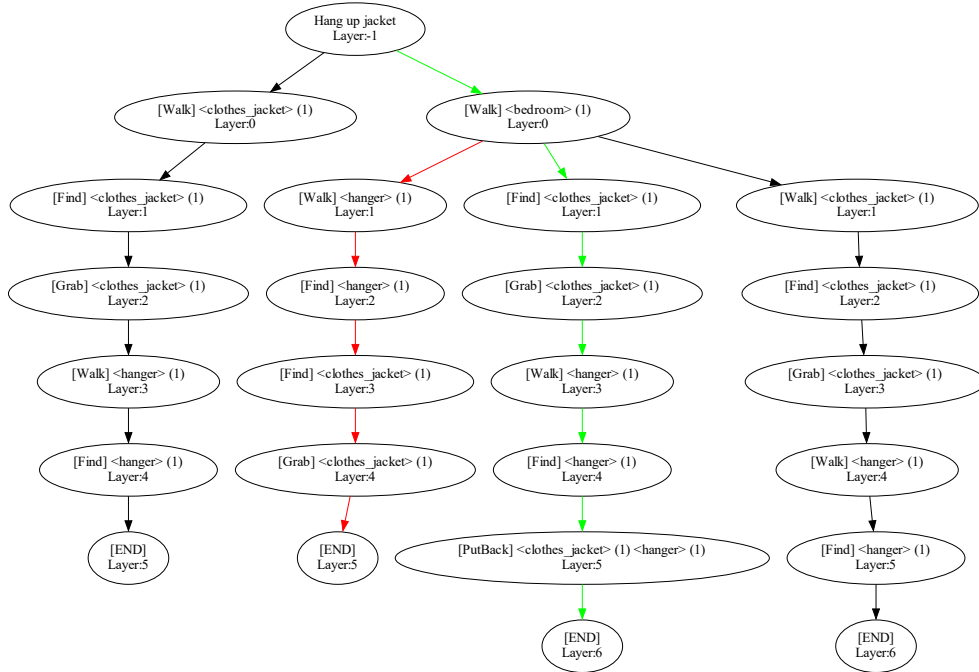 Hang up jacket
Layer:-1
[Walk] <clothes_jacket> (1)
Layer:0
[Walk] <bedroom> (1)
Layer:0
[Find] <clothes_jacket> (1)
Layer:1
[Walk] <hanger> (1)
Layer:1
[Find] <clothes_jacket> (1)
Layer:1
[Walk] <clothes_jacket> (1)
Layer:1
[Grab] <clothes_jacket> (1)
Layer:2
[Find] <hanger> (1)
Layer:2
[Grab] <clothes_jacket> (1)
Layer:2
[Find] <clothes_jacket> (1)
Layer:2
[Walk] <hanger> (1)
Layer:3
[Find] <clothes_jacket> (1)
Layer:3
[Walk] <hanger> (1)
Layer:3
[Grab] <clothes_jacket> (1)
Layer:3
[Find] <hanger> (1)
Layer:4
[Grab] <clothes_jacket> (1)
Layer:4
[Find] <hanger> (1)
Layer:4
[Walk] <hanger> (1)
Layer:4
[END]
Layer:5
[END]
Layer:5
[PutBack] <clothes_jacket> (1) <hanger> (1)
Layer:5
[Find] <hanger> (1)
Layer:5
[END]
Layer:6
[END]
Layer:6